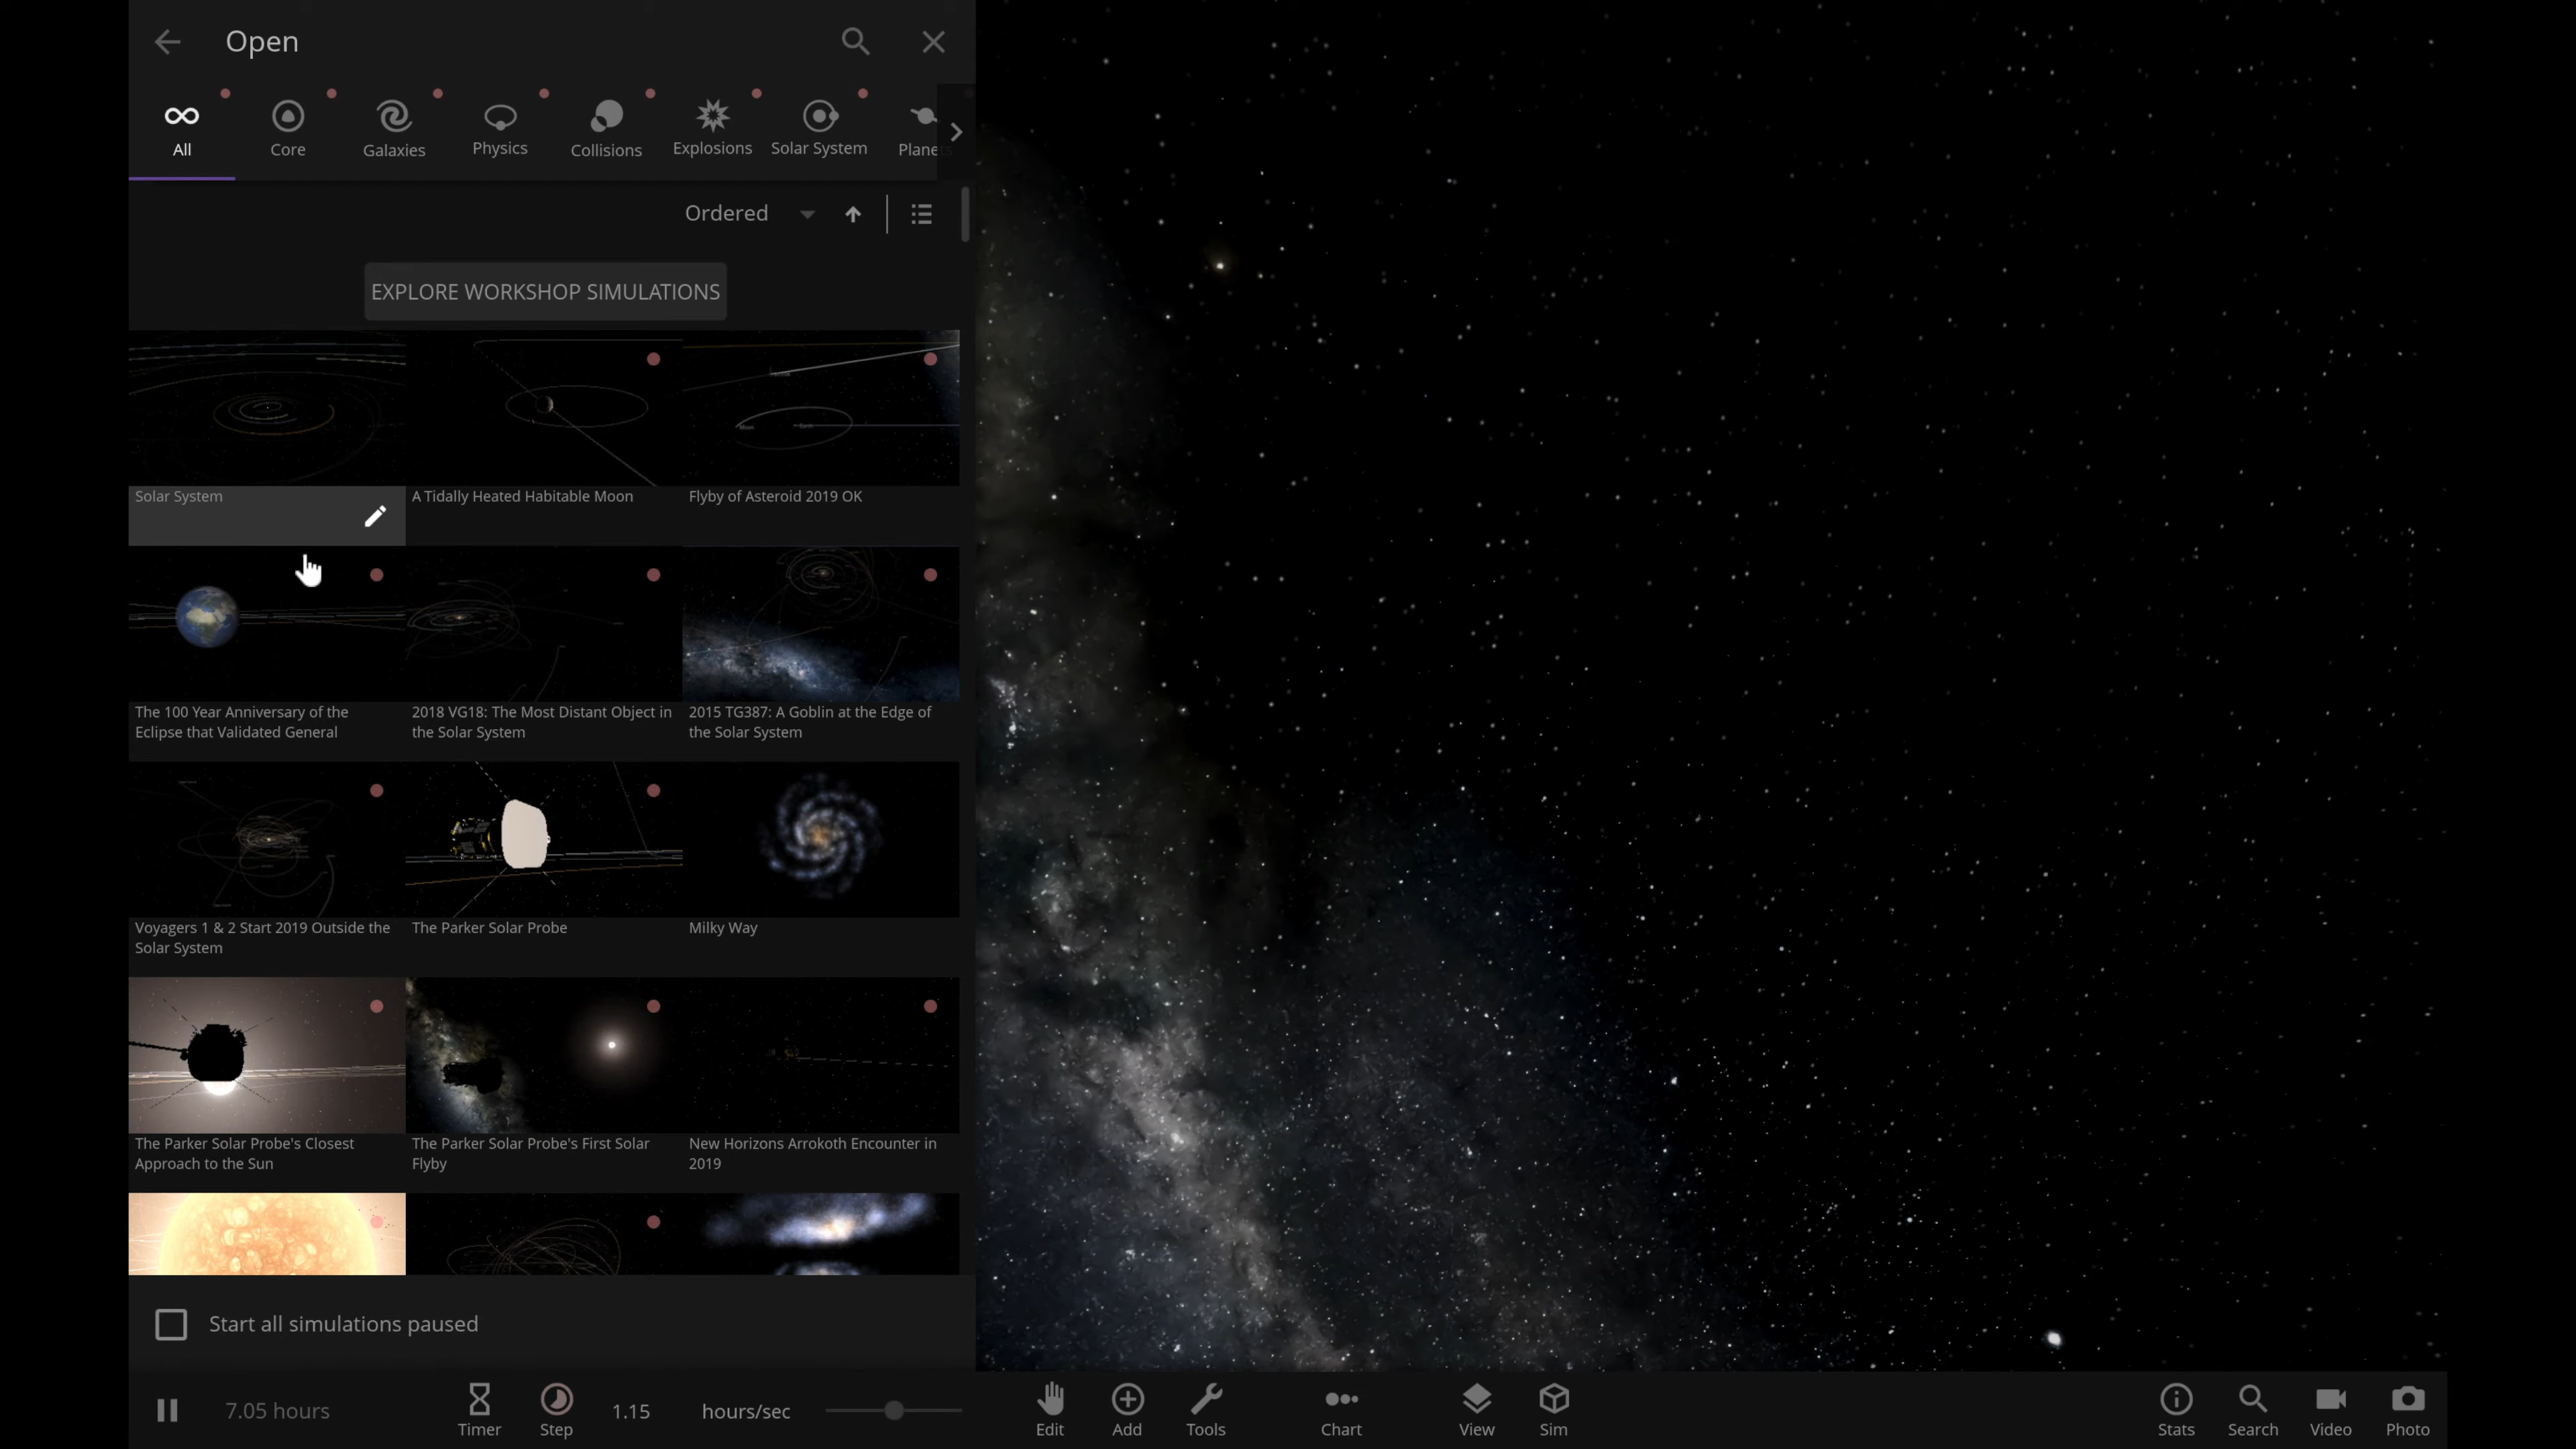 Open
All
Core
Galaxies
Physics
Collisions
Explosions
Solar System
Plane
Ordered
EXPLORE WORKSHOP SIMULATIONS
Solar System
A Tidally Heated Habitable Moon
Flyby of Asteroid 2019 OK
The 100 Year Anniversary of the
Eclipse that Validated General
2018 VG18: The Most Distant Object in
the Solar System
2015 TG387: A Goblin at the Edge of
the Solar System
Voyagers 1 & 2 Start 2019 Outside the
Solar System
The Parker Solar Probe
Milky Way
The Parker Solar Probe's Closest
Approach to the Sun
The Parker Solar Probe's First Solar
Flyby
New Horizons Arrokoth Encounter in
2019
Start all simulations paused
7.05 hours
Timer
Step
1.15
hours/sec
Edit
Add
Tools
Chart
View
Sim
Stats
Search
Video
Photo